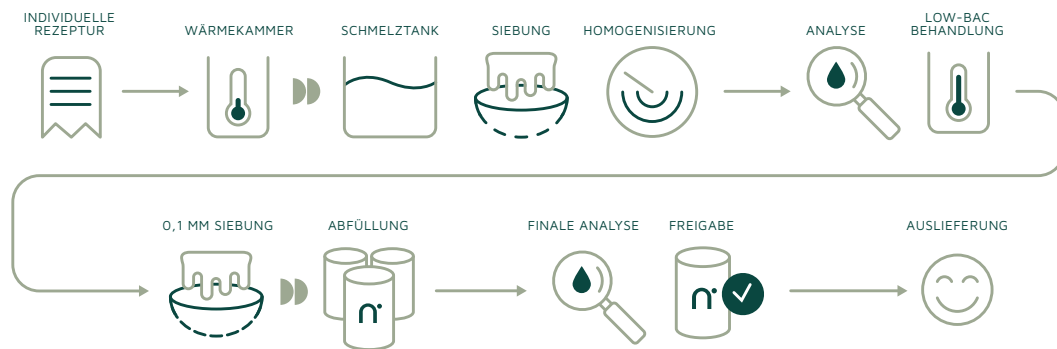 INDIVIDUELLE
REZEPTUR
WÄRMEKAMMER
SCHMELZTANK
SIEBUNG
HOMOGENISIERUNG
ANALYSE
LOW-BAC
BEHANDLUNG
0,1 MM SIEBUNG
ABFÜLLUNG
n
FINALE ANALYSE
FREIGABE
n
AUSLIEFERUNG